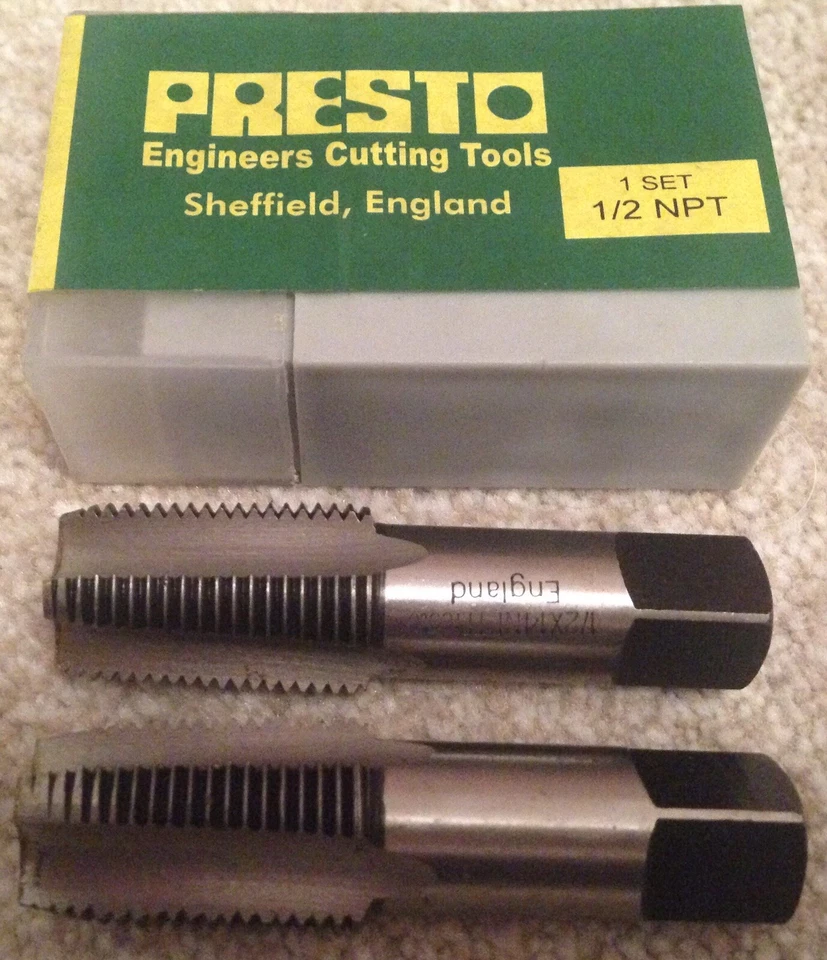 PRESTO
Engineers Cutting Tools
Sheffield, England
1 SET
1/2 NPT
England